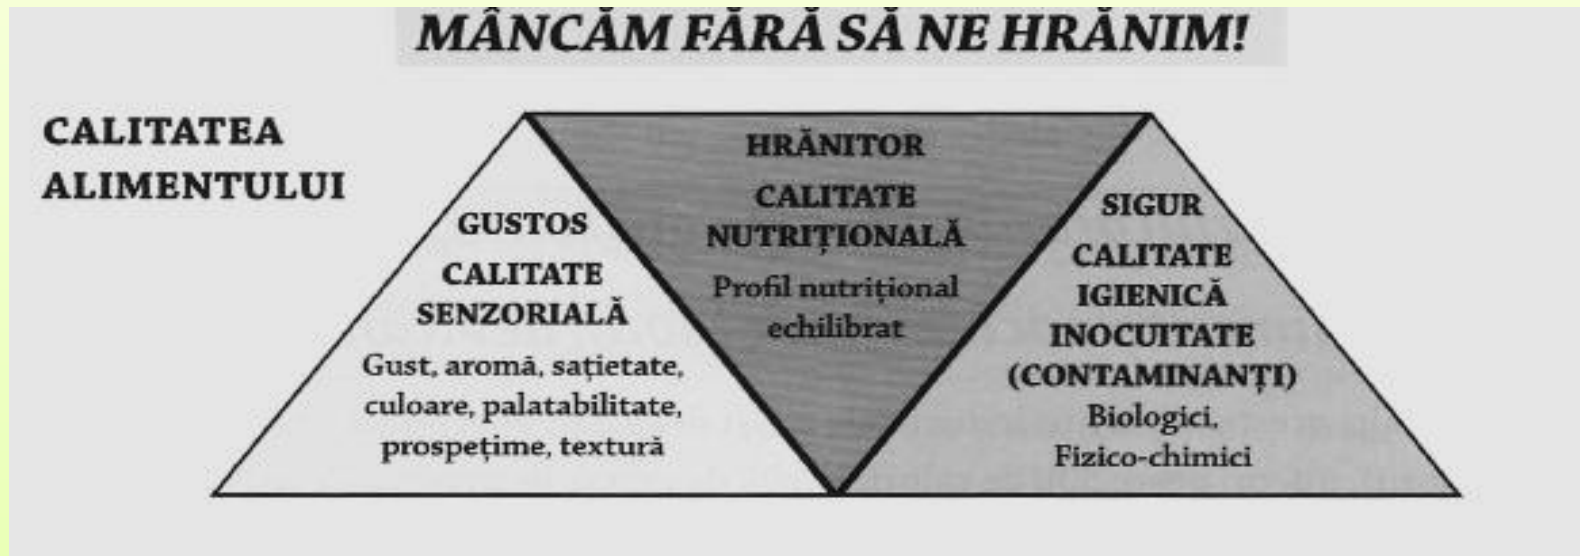 MÂNCĂM FĂRĂ SĂ NE HRĂNIM!
CALITATEA
ALIMENTULUI
GUSTOS
CALITATE
SENZORIALĂ
Gust, aromă, sațietate,
culoare, palatabilitate,
prospețime, textură
HRĂNITOR
CALITATE
NUTRIȚIONALĂ
Profil nutrițional
echilibrat
SIGUR
CALITATE
IGIENICĂ
INOCUITATE
(CONTAMINANȚI)
Biologici,
Fizico-chimici